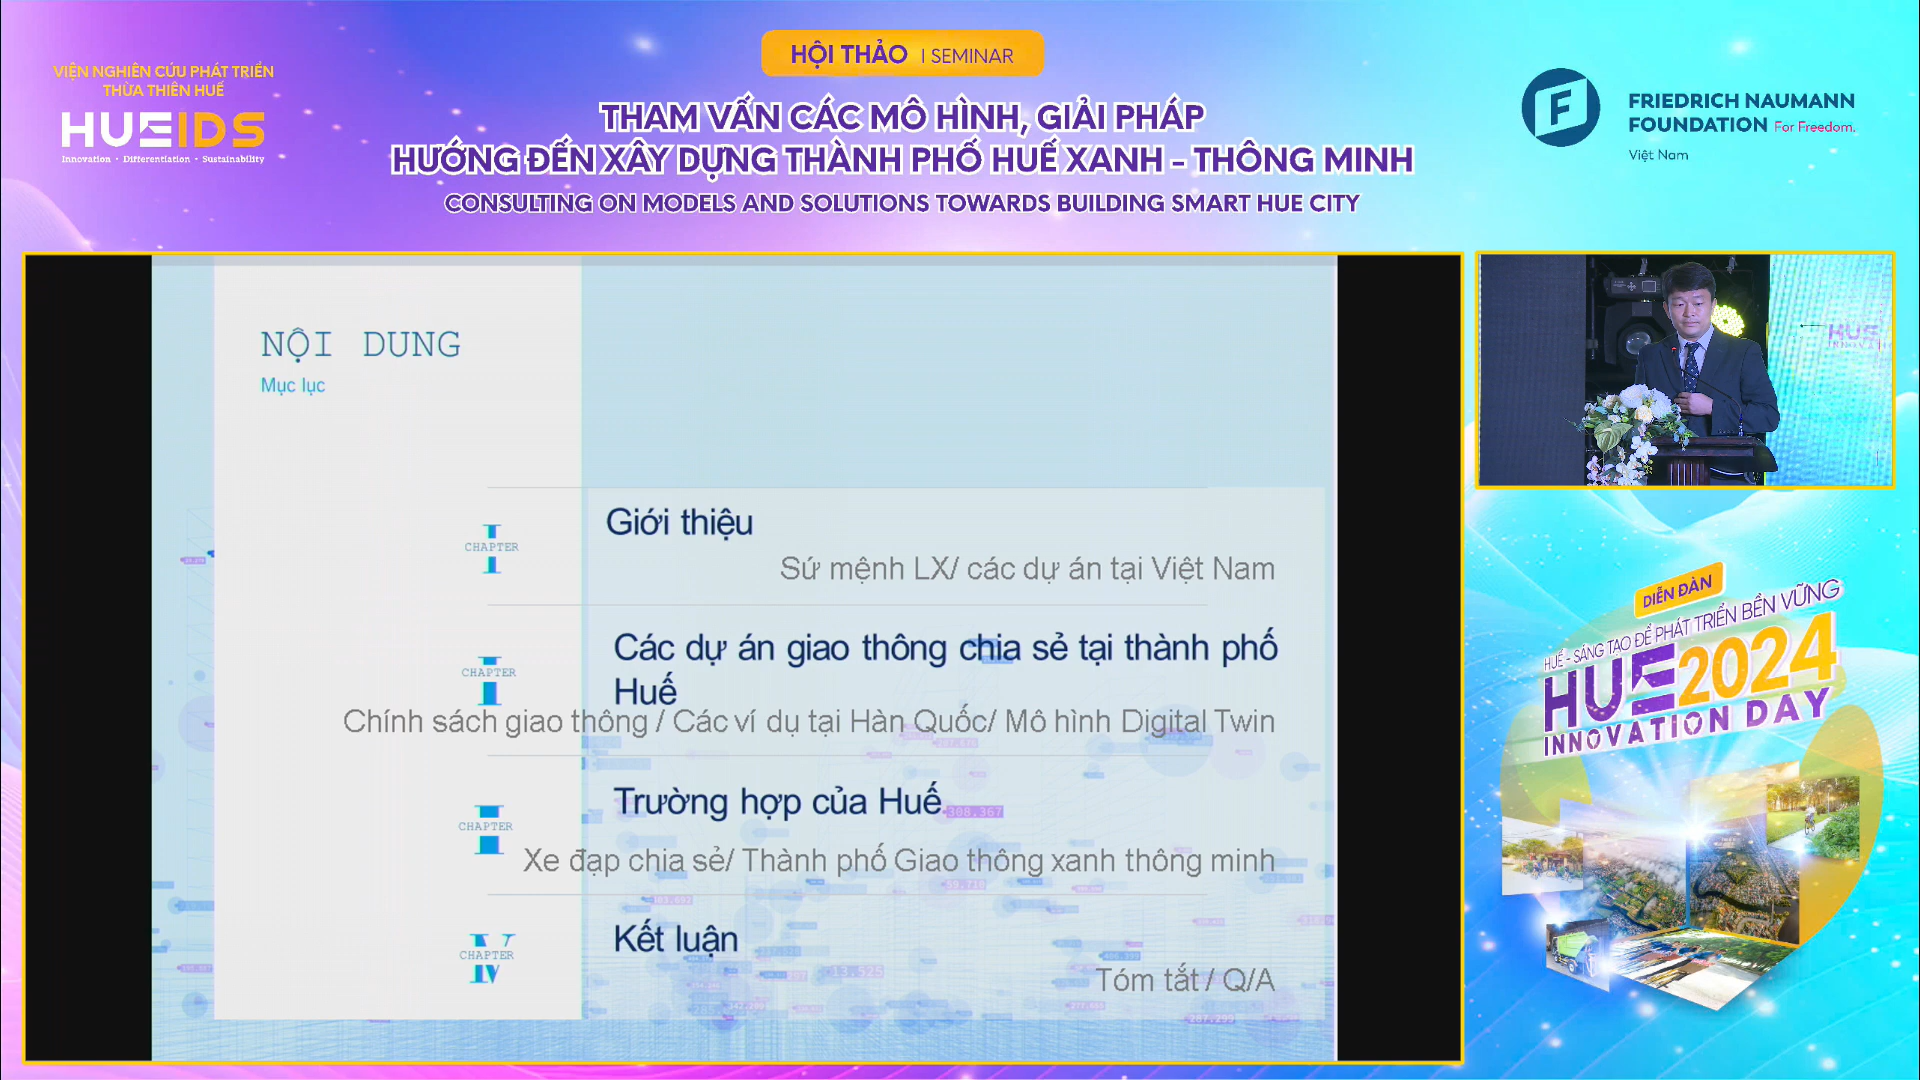 VIỆN NGHIÊN CỨU PHÁT TRIỂN
THỪA THIÊN HUẾ
HUEIDS
Innovation • Differentiation • Sustainability
HỘI THẢO | SEMINAR
THAM VẤN CÁC MÔ HÌNH, GIẢI PHÁP
HƯỚNG ĐẾN XÂY DỰNG THÀNH PHỐ HUẾ XANH - THÔNG MINH
CONSULTING ON MODELS AND SOLUTIONS TOWARDS BUILDING SMART HUE CITY
F
FRIEDRICH NAUMANN
FOUNDATION For Freedom.
Việt Nam
NỘI DUNG
Mục lục
CHAPTER
Giới thiệu
Sứ mệnh LX/ các dự án tại Việt Nam
CHAPTER
Các dự án giao thông chia sẻ tại thành phố
Huế
Chính sách giao thông / Các ví dụ tại Hàn Quốc/ Mô hình Digital Twin
CHAPTER
Trường hợp của Huế
308.367
Xe đạp chia sẻ/ Thành phố Giao thông xanh thông minh
CHAPTER
IV
Kết luận
13.525
Tóm tắt / Q/A
HUE
DIỄN ĐÀN
HUẾ - SÁNG TẠO ĐỂ PHÁT TRIỂN BỀN VỮNG
HUE 2024
INNOVATION DAY